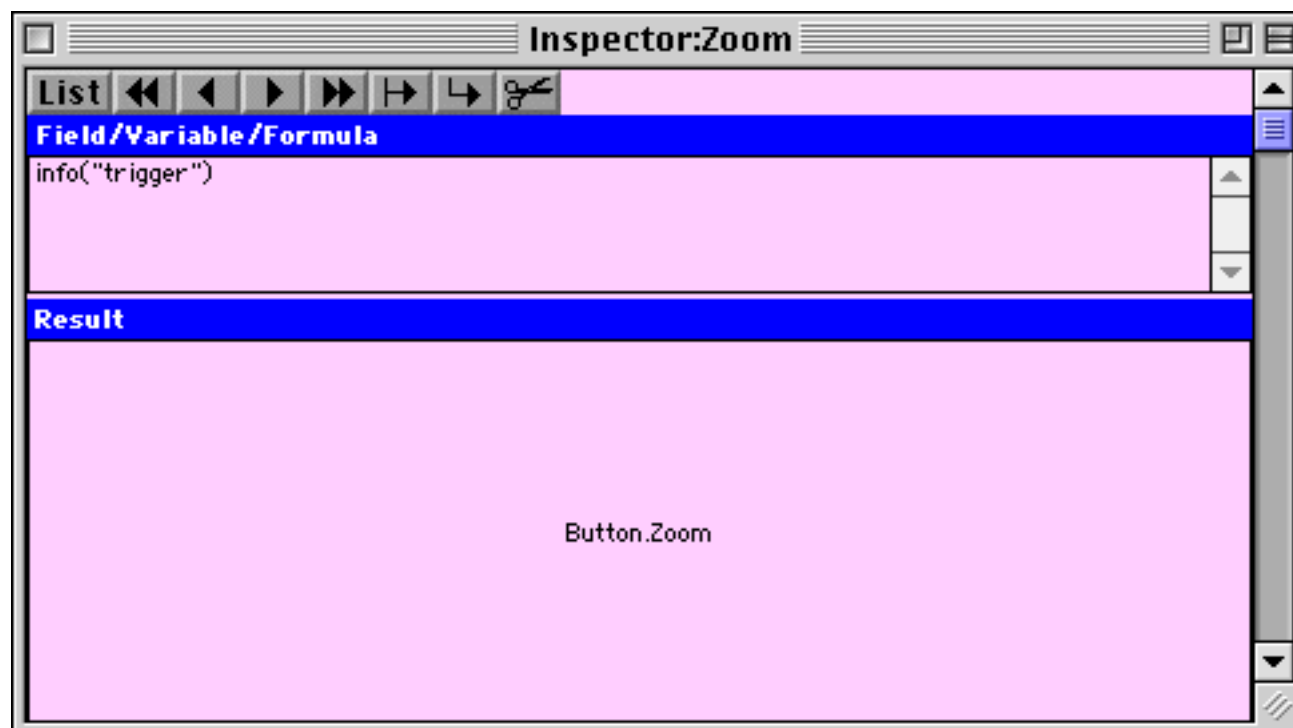 Inspector:Zoom
List
Field/Variable/Formula
info("trigger")
Result
Button.Zoom